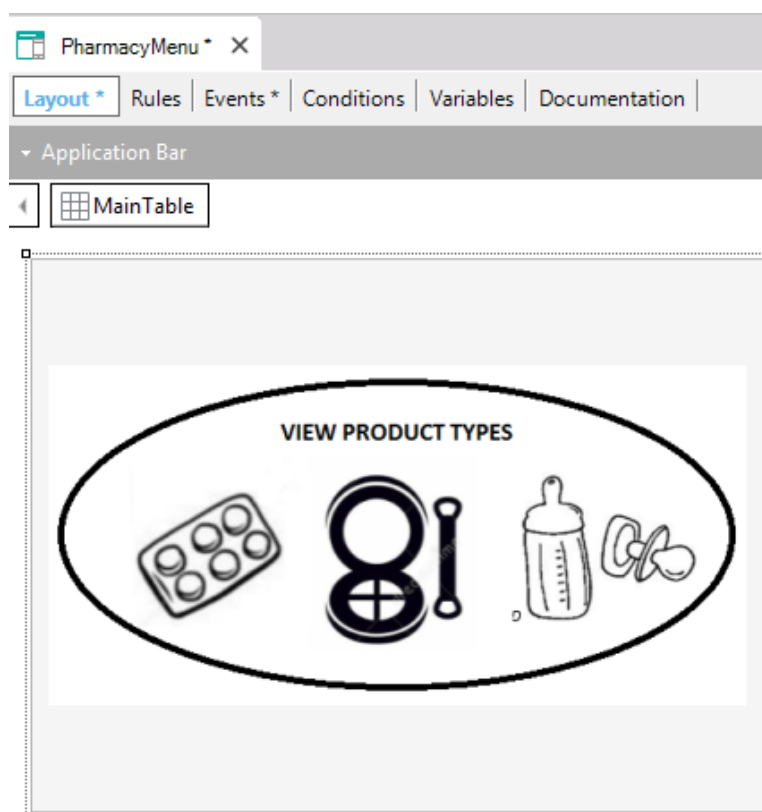 PharmacyMenu *
Layout * Rules Events * Conditions Variables Documentation
Application Bar
MainTable
VIEW PRODUCT TYPES